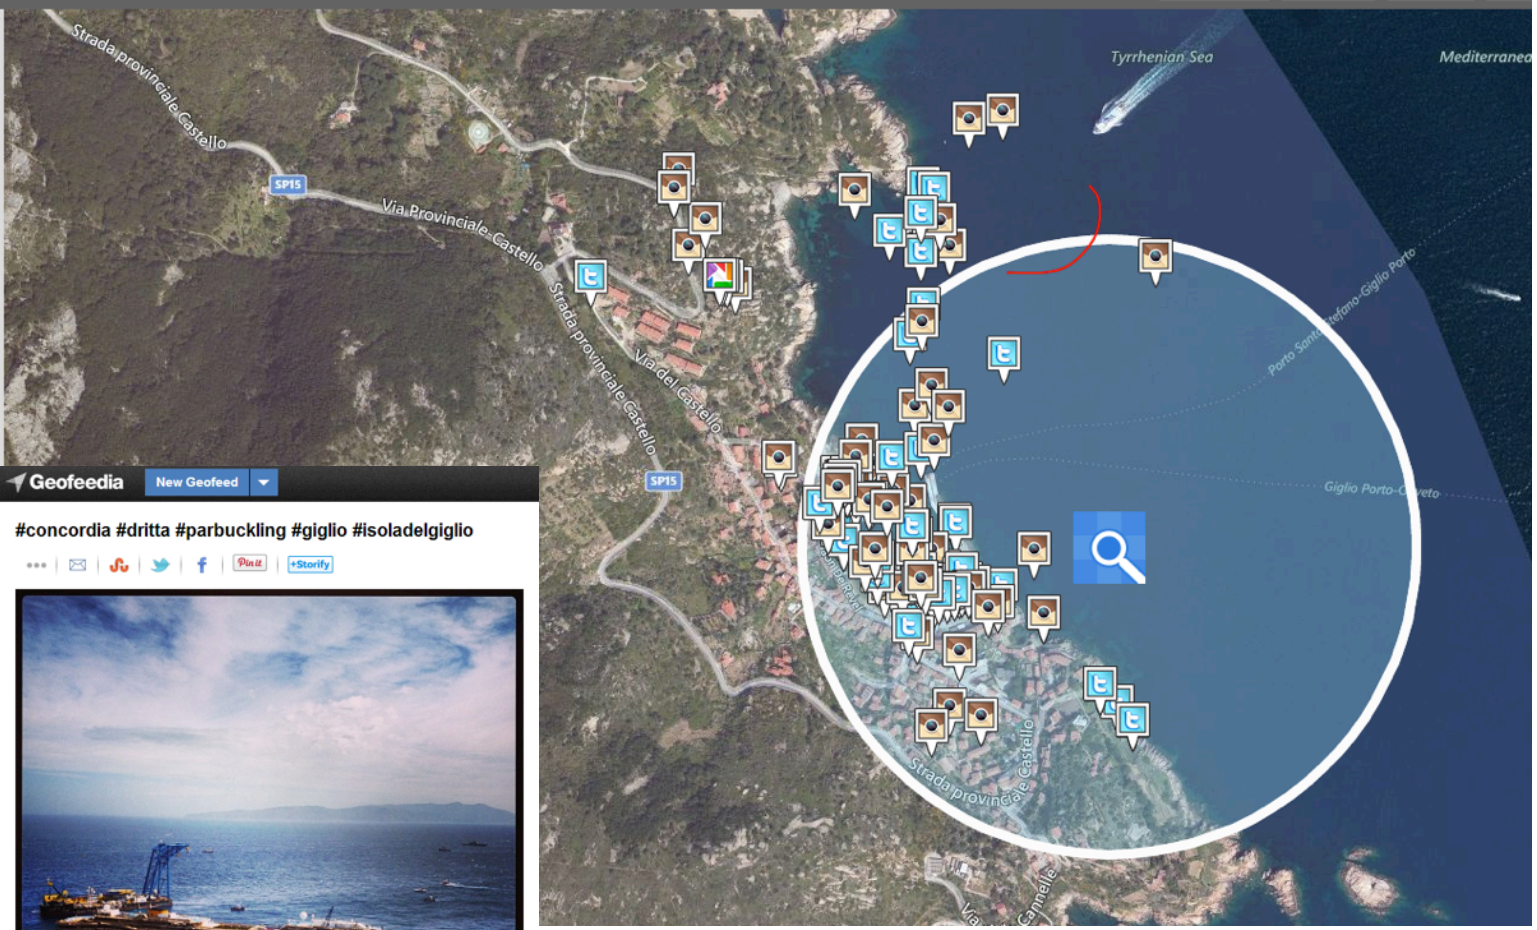 Strada provinciale Castello
SP15
Via Provinciale-Castello
Tyrrhenian Sea
Mediterranea
Strada provinciale Castello
Via del Castello
SP15
Porto Santo Stefano-Giglio Porto
Giglio Porto-O
veto
Strada provinciale Castello
Via
Cannelle
Geofeedia
New Geofeed
#concordia #dritta #parbuckling #giglio #isoladelgiglio
Pin it
+Storify